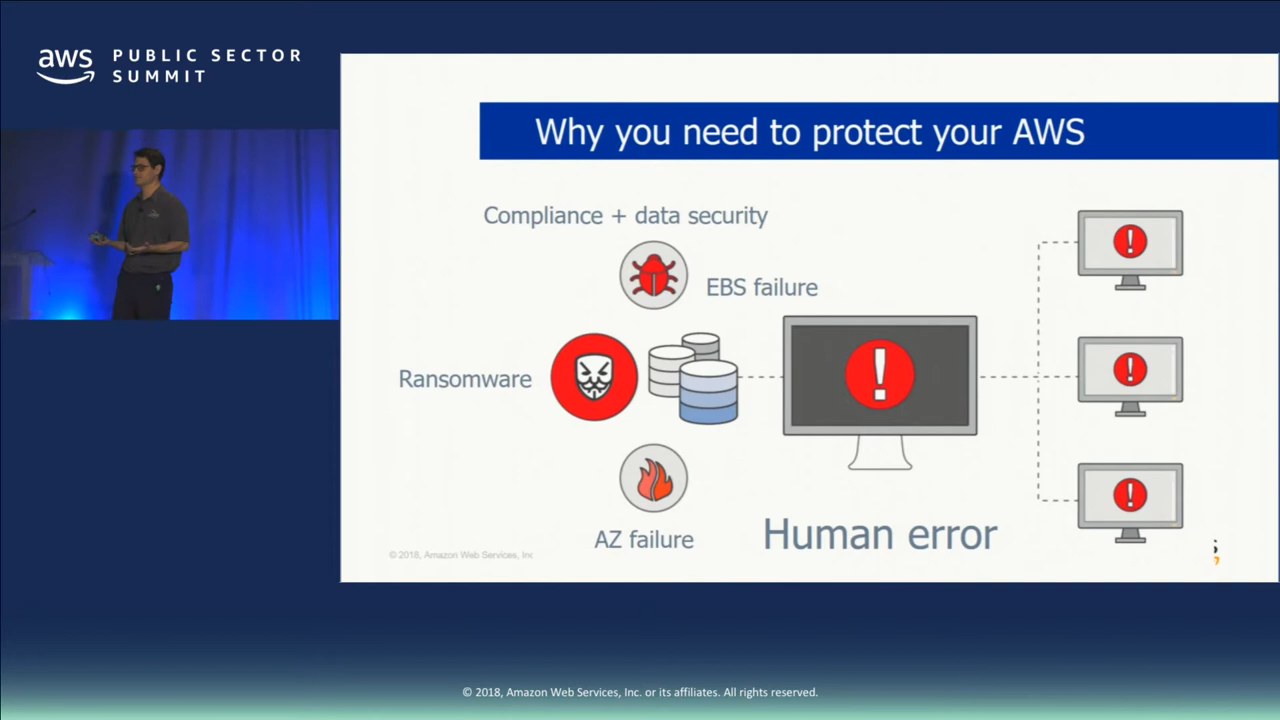 aws
PUBLIC SECTOR
SUMMIT
Why you need to protect your AWS
Compliance + data security
EBS failure
Ransomware
AZ failure
Human error
© 2018, Amazon Web Services, Inc
© 2018, Amazon Web Services, Inc. or its affiliates. All rights reserved.